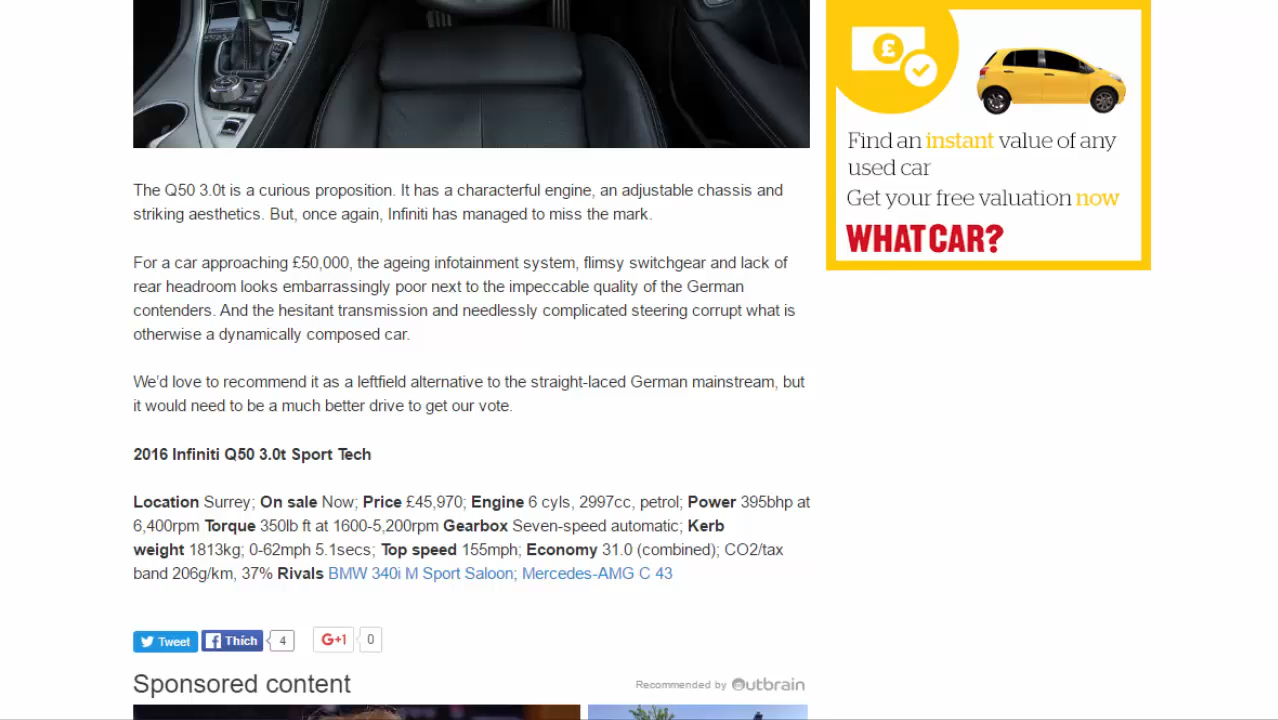 The Q50 3.0t is a curious proposition. It has a characterful engine, an adjustable chassis and
striking aesthetics. But, once again, Infiniti has managed to miss the mark.
For a car approaching £50,000, the ageing infotainment system, flimsy switchgear and lack of
rear headroom looks embarrassingly poor next to the impeccable quality of the German
contenders. And the hesitant transmission and needlessly complicated steering corrupt what is
otherwise a dynamically composed car.
We'd love to recommend it as a leftfield alternative to the straight-laced German mainstream, but
it would need to be a much better drive to get our vote.
2016 Infiniti Q50 3.0t Sport Tech
Location Surrey; On sale Now; Price £45,970; Engine 6 cyls, 2997cc, petrol; Power 395bhp at
6,400rpm Torque 350lb ft at 1600-5,200rpm Gearbox Seven-speed automatic; Kerb
weight 1813kg; 0-62mph 5.1secs; Top speed 155mph; Economy 31.0 (combined); CO2/tax
band 206g/km, 37% Rivals BMW 340i M Sport Saloon; Mercedes-AMG C 43
Tweet Thích 4 G+1 0
Sponsored content
Recommended by Outbrain
£
Find an instant value of any
used car
Get your free valuation now
WHAT CAR?